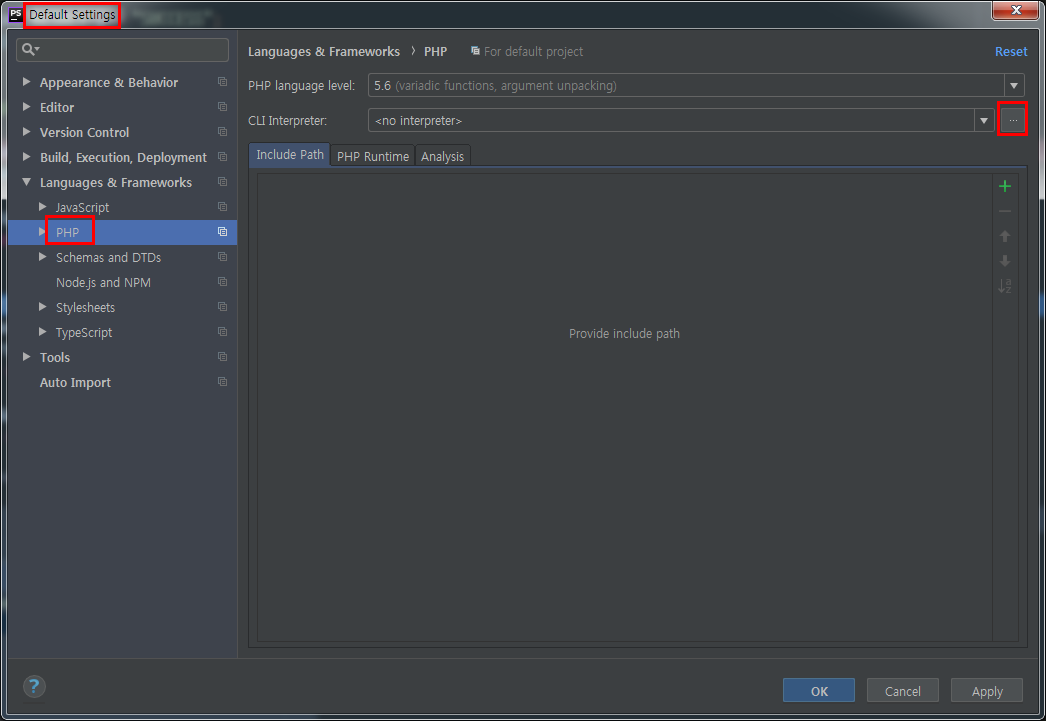 PS Default Settings
Languages & Frameworks › PHP For default project Reset
Appearance & Behavior
Editor
Version Control
Build, Execution, Deployment
Languages & Frameworks
JavaScript
PHP
Schemas and DTDs
Node.js and NPM
Stylesheets
TypeScript
Tools
Auto Import
PHP language level: 5.6 (variadic functions, argument unpacking)
CLI Interpreter: <no interpreter> ...
Include Path PHP Runtime Analysis
Provide include path
? OK Cancel Apply